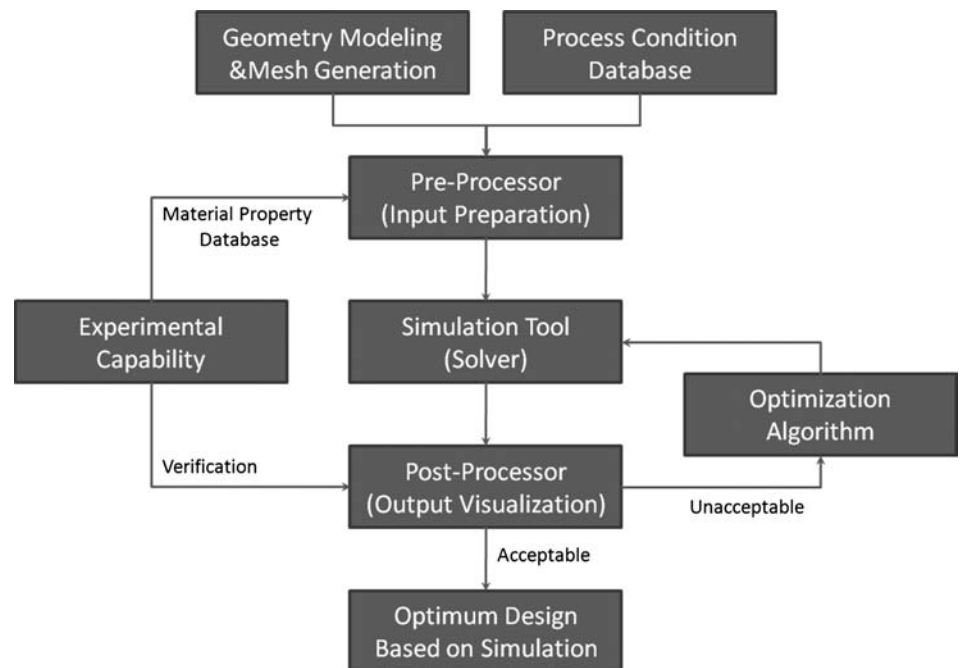 Geometry Modeling
&Mesh Generation
Process Condition
Database
Pre-Processor
(Input Preparation)
Material Property
Database
Experimental
Capability
Simulation Tool
(Solver)
Optimization
Algorithm
Verification
Post-Processor
(Output Visualization)
Unacceptable
Acceptable
Optimum Design
Based on Simulation